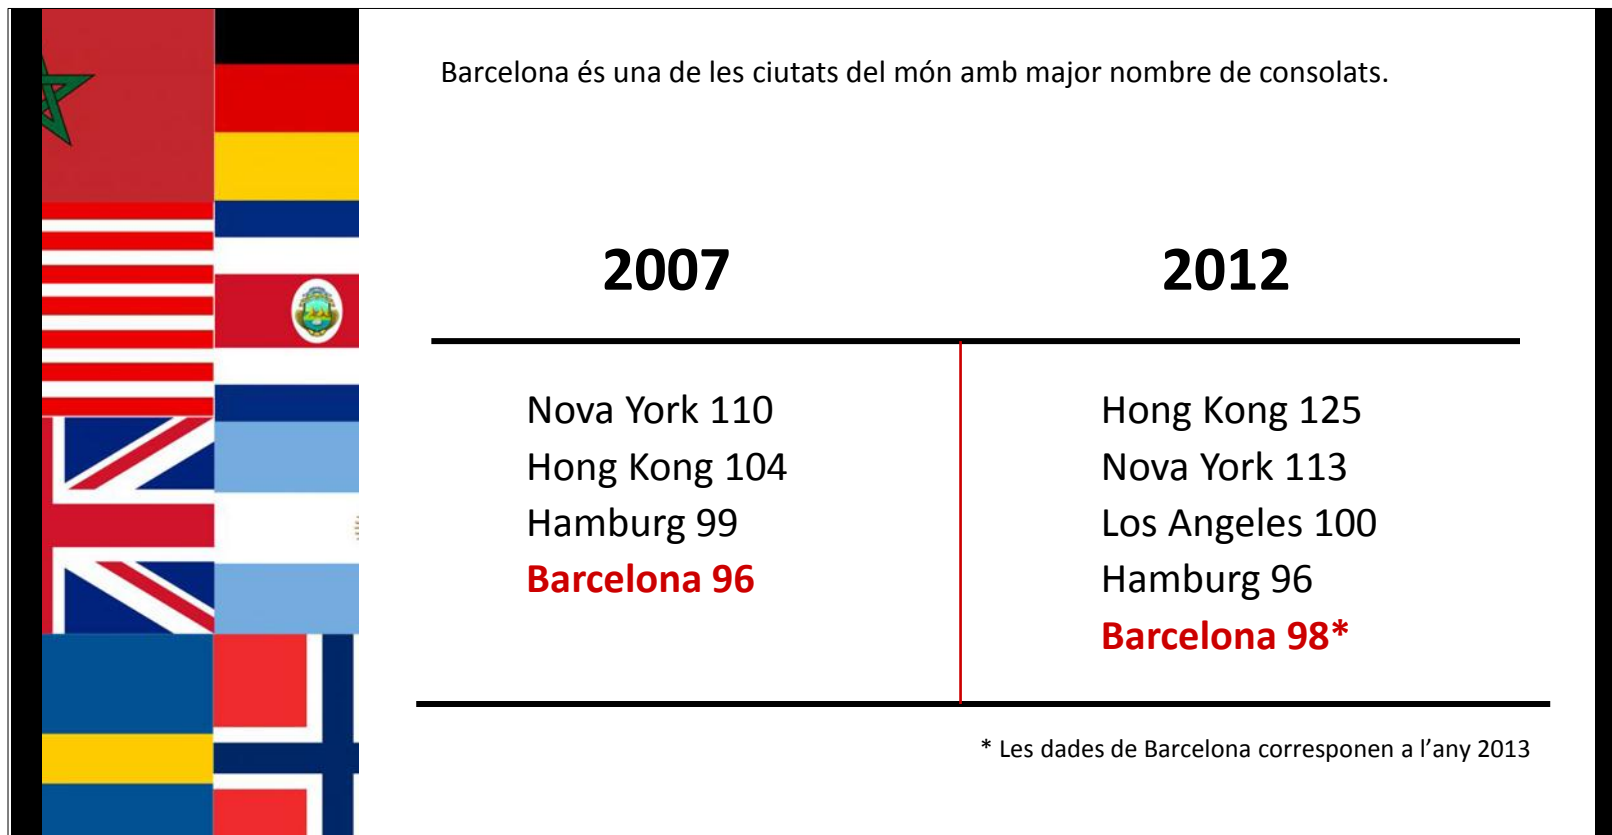 Barcelona és una de les ciutats del món amb major nombre de consolats.
2007
2012
Nova York 110
Hong Kong 104
Hamburg 99
Barcelona 96
Hong Kong 125
Nova York 113
Los Angeles 100
Hamburg 96
Barcelona 98*
* Les dades de Barcelona corresponen a l’any 2013